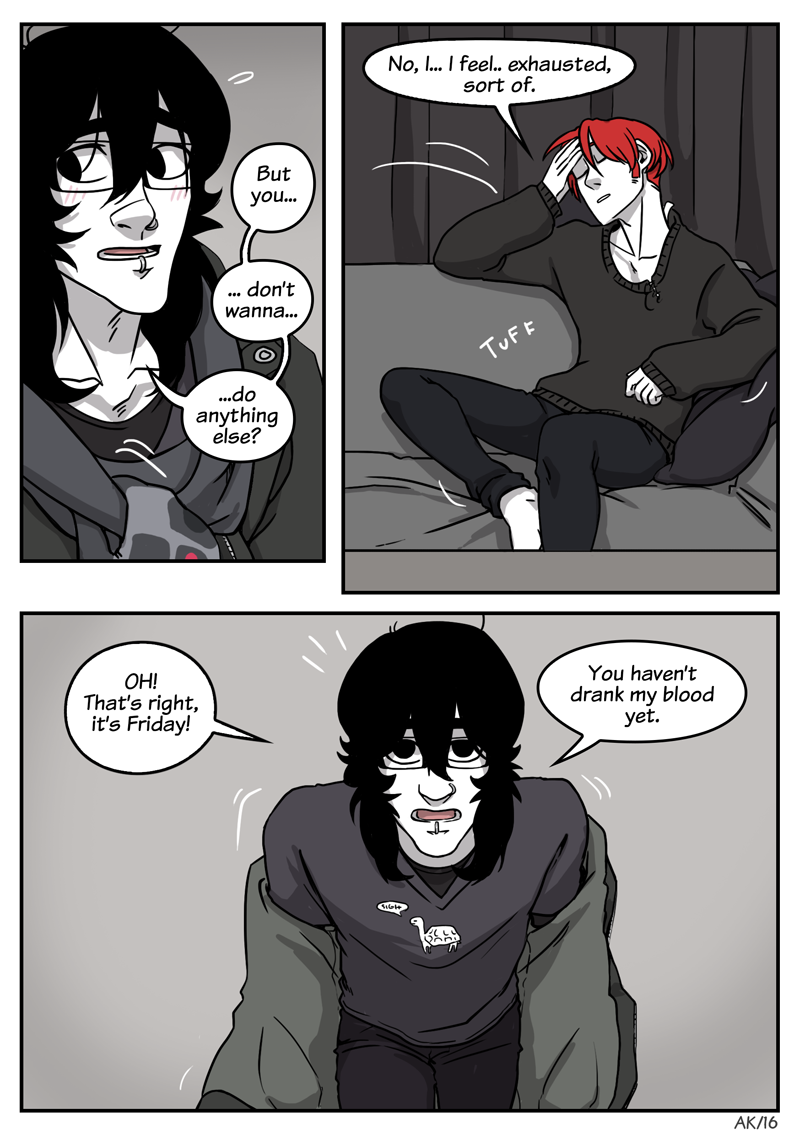 But
you...
... don't
wanna...
...do
anything
else?
No, I... I feel.. exhausted,
sort of.
TUFF
OH!
That's right,
it's Friday!
You haven't
drank my blood
yet.
SIGH
AK/16